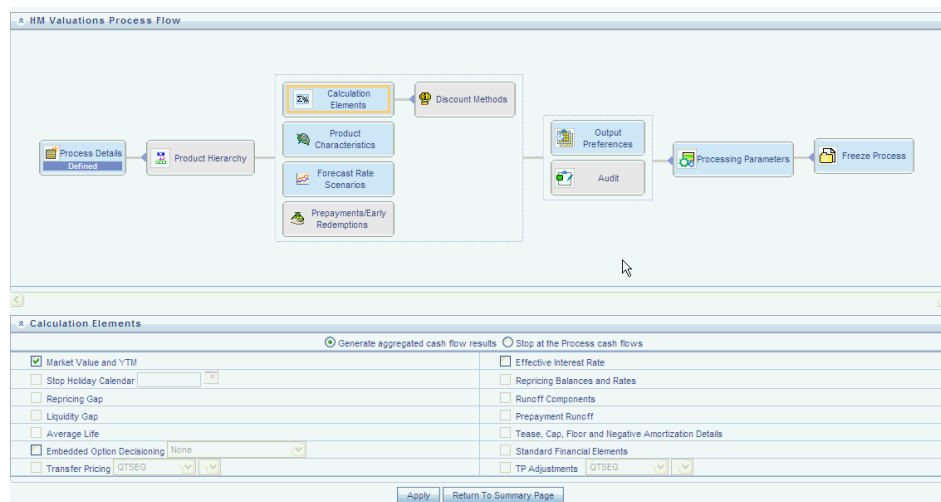 HM Valuations Process Flow
Process Details
Defined
Product Hierarchy
Calculation
Elements
Discount Methods
Product
Characteristics
Forecast Rate
Scenarios
Prepayments/Early
Redemptions
Output
Preferences
Audit
Processing Parameters
Freeze Process
Calculation Elements
Generate aggregated cash flow results Stop at the Process cash flows
Market Value and YTM Effective Interest Rate
Stop Holiday Calendar Repricing Balances and Rates
Repricing Gap Runoff Components
Liquidity Gap Prepayment Runoff
Average Life Tease, Cap, Floor and Negative Amortization Details
Embedded Option Decisioning None Standard Financial Elements
Transfer Pricing QTSEG TP Adjustments QTSEG
Apply Return To Summary Page